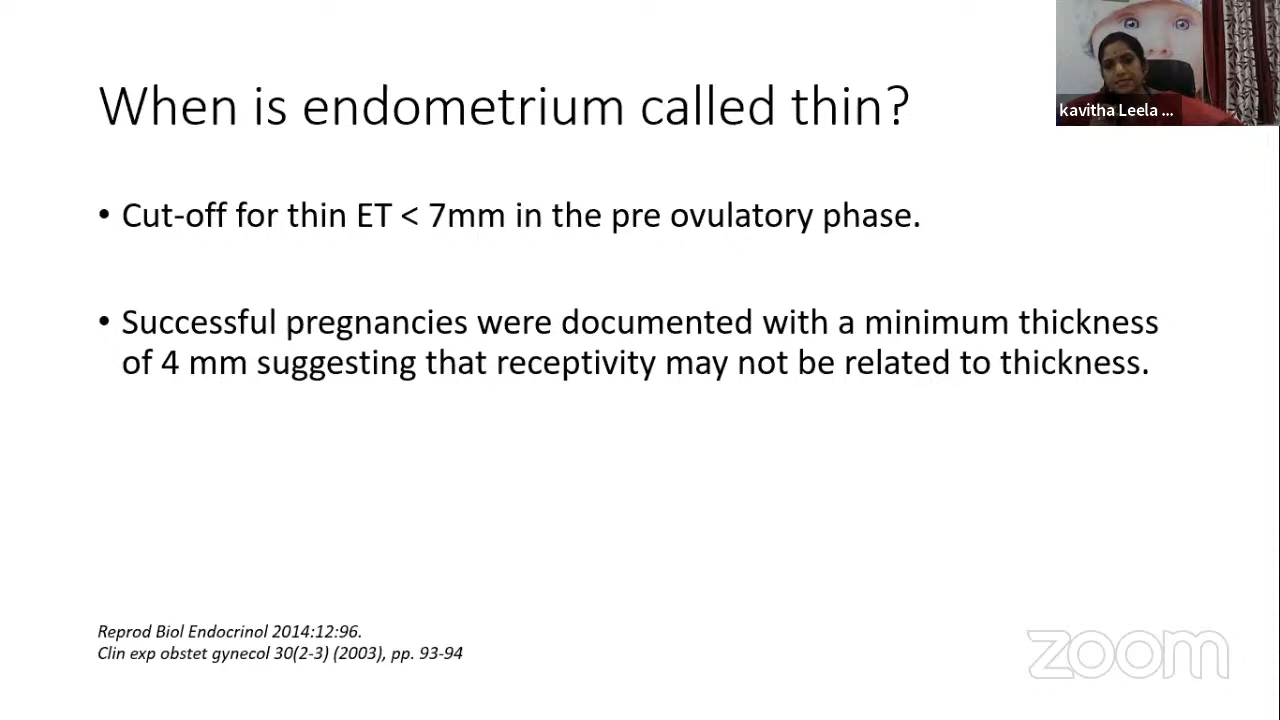 kavitha Leela ...
When is endometrium called thin?
• Cut-off for thin ET < 7mm in the pre ovulatory phase.
• Successful pregnancies were documented with a minimum thickness
of 4 mm suggesting that receptivity may not be related to thickness.
Reprod Biol Endocrinol 2014:12:96.
Clin exp obstet gynecol 30(2-3) (2003), pp. 93-94
zoom